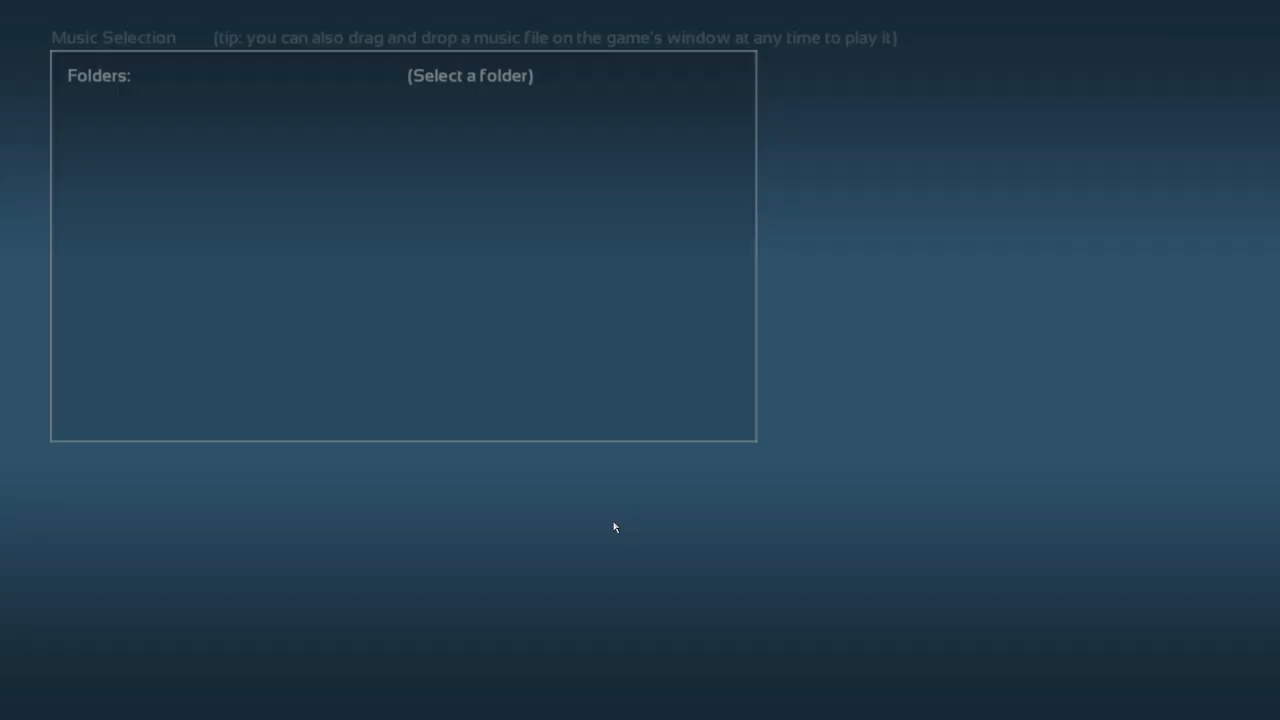 Music Selection (tip: you can also drag and drop a music file on the game's window at any time to play it)
Folders: (Select a folder)